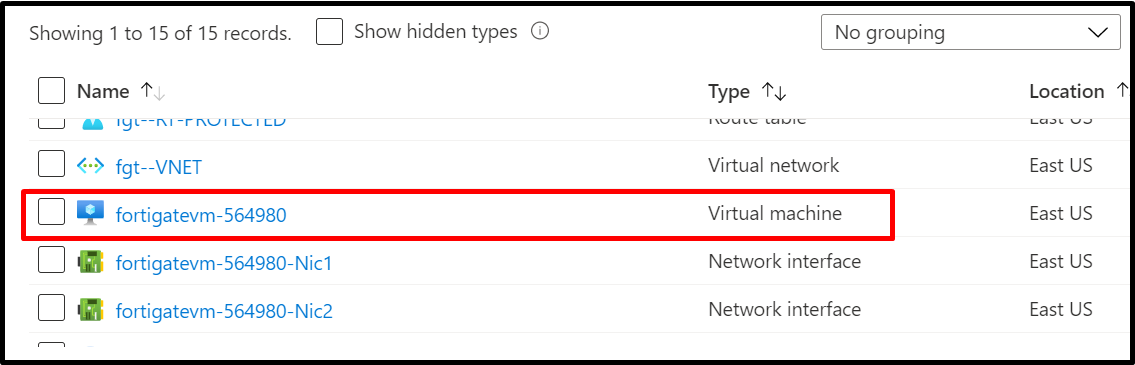 Showing 1 to 15 of 15 records. Show hidden types No grouping
Name Type Location
fgt--RT-PROTECTED Route table East US
fgt--VNET Virtual network East US
fortigatevm-564980 Virtual machine East US
fortigatevm-564980-Nic1 Network interface East US
fortigatevm-564980-Nic2 Network interface East US